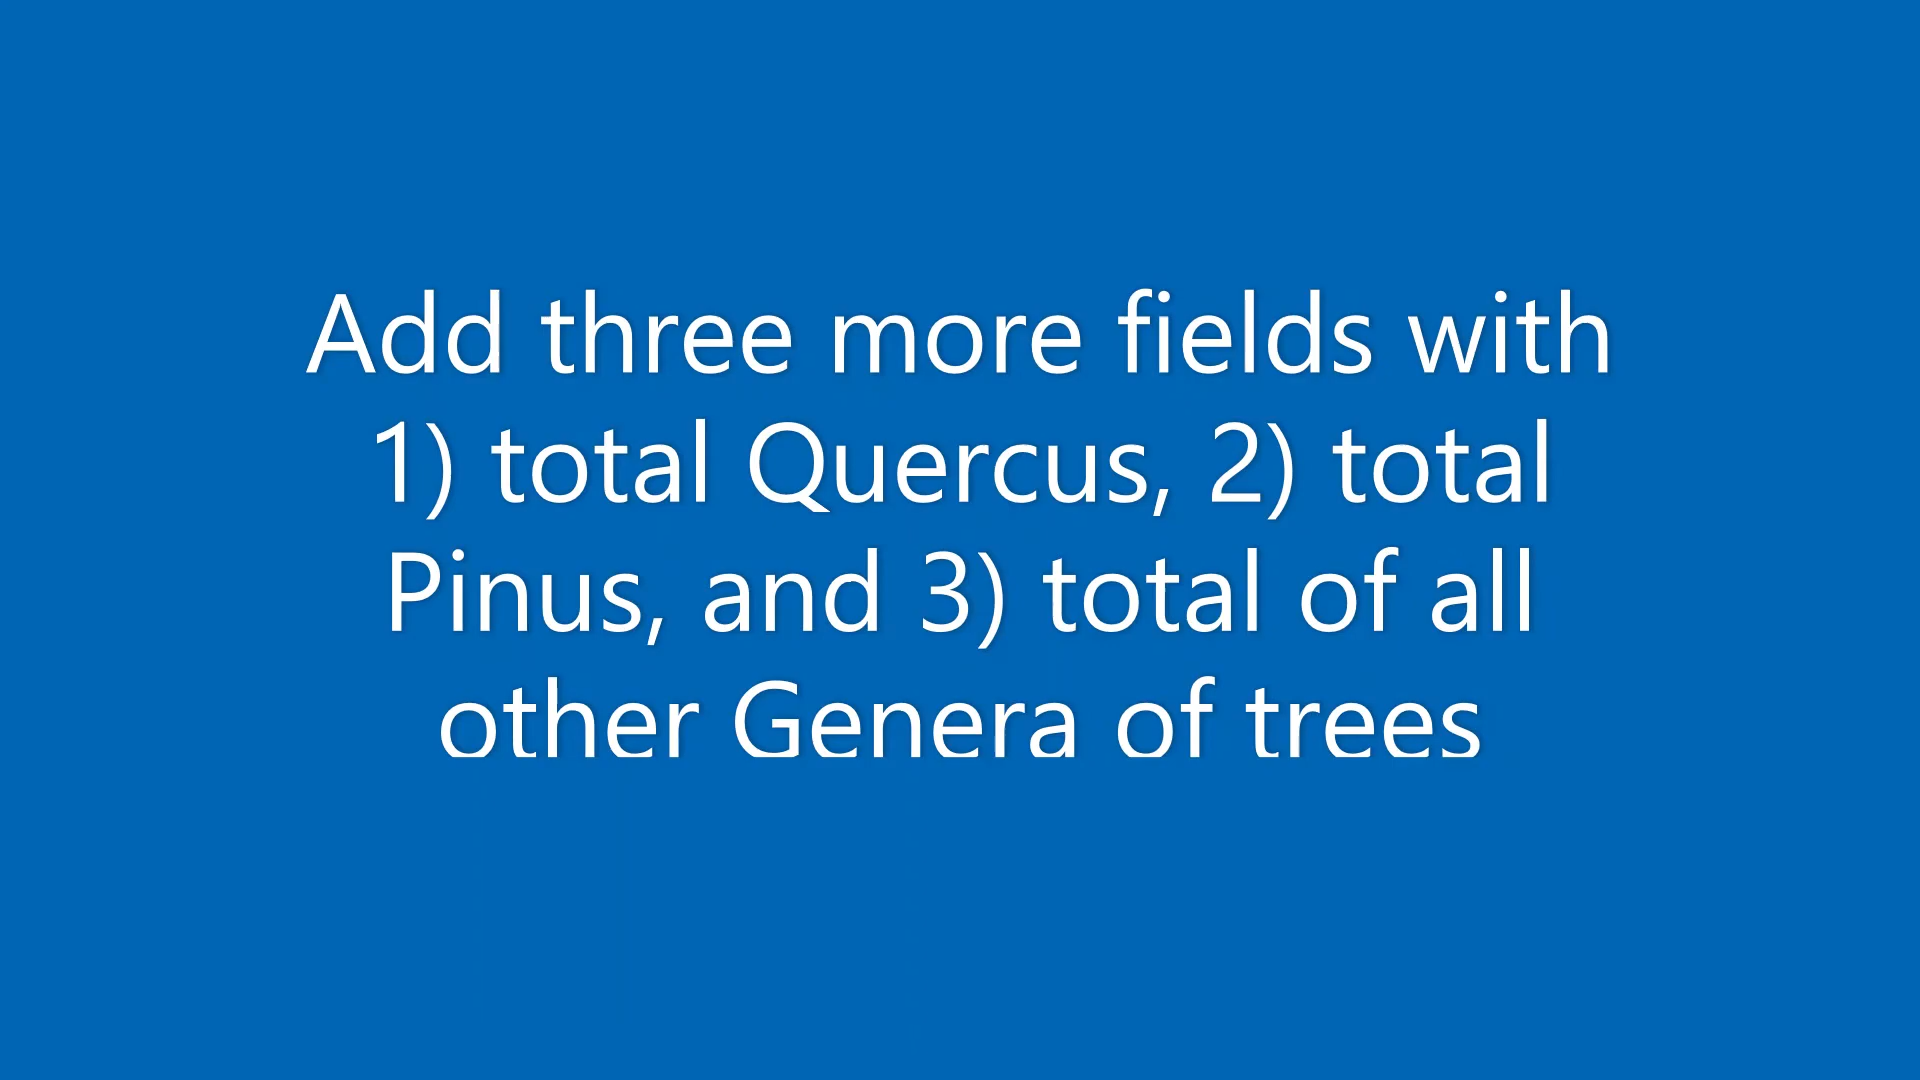 Add three more fields with
1) total Quercus, 2) total
Pinus, and 3) total of all
other Genera of trees